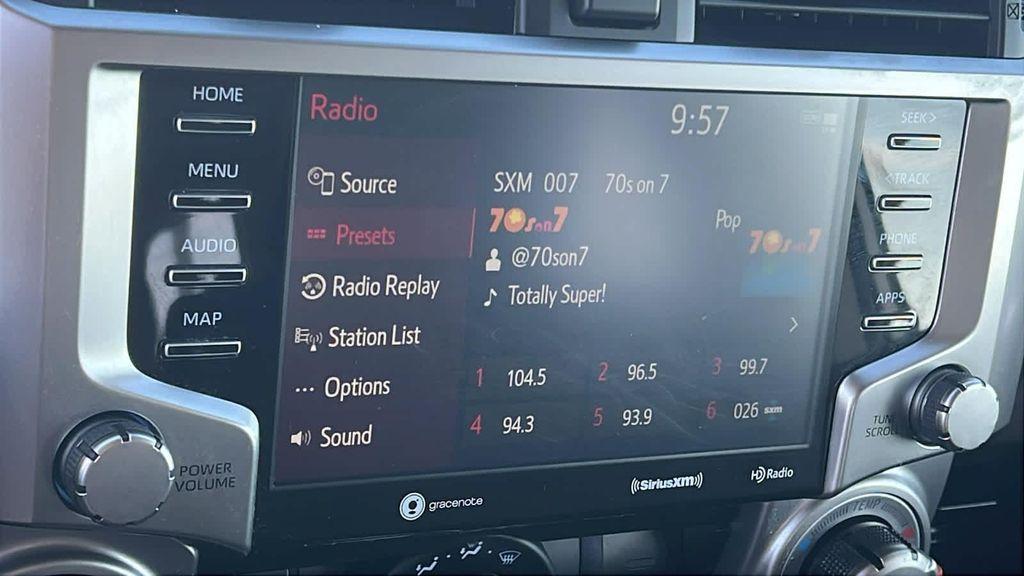 HOME
MENU
AUDIO
MAP
POWER
VOLUME
Radio
9:57
Source
Presets
Radio Replay
Station List
... Options
Sound
SXM 007 70s on 7
70s on 7
Pop
70s on 7
@70son7
Totally Super!
>
1 104.5
2 96.5
3 99.7
4 94.3
5 93.9
6 026 sxm
SEEK >
< TRACK
PHONE
APPS
TUNE
SCROLL
gracenote
((SiriusXM))
HD Radio
TEMP